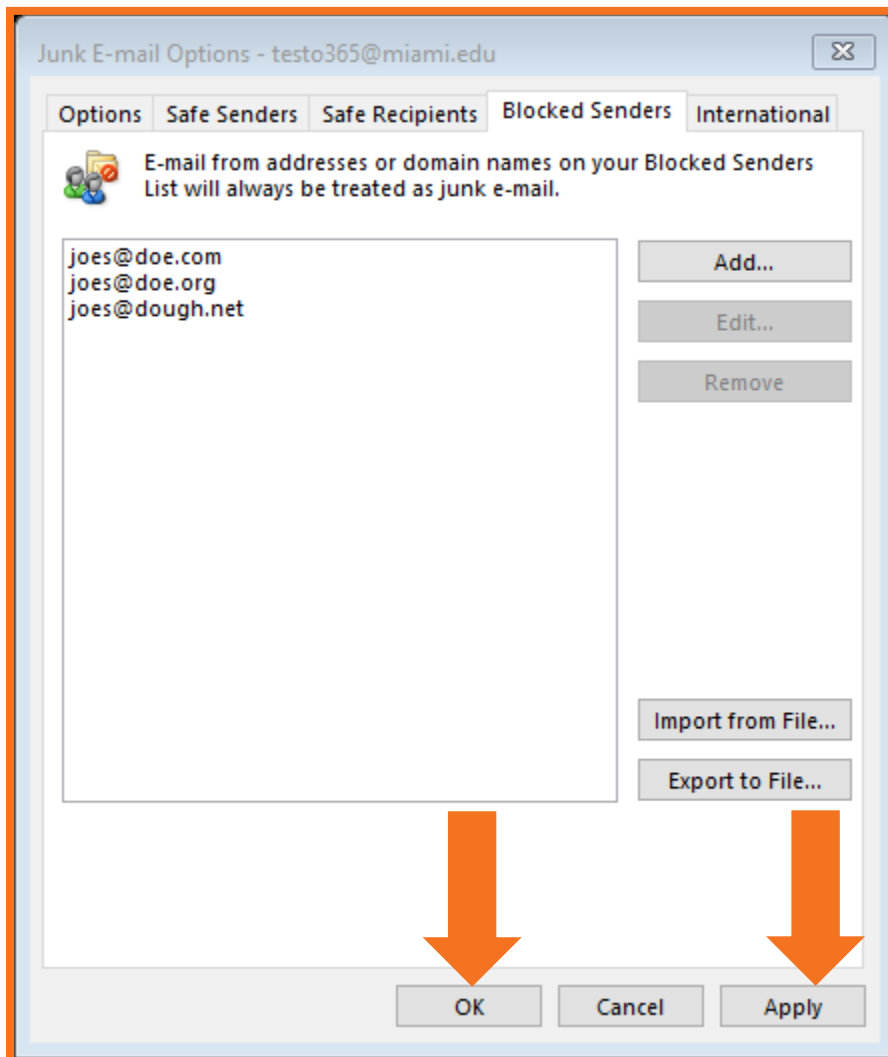 Junk E-mail Options - testo365@miami.edu
Options Safe Senders Safe Recipients Blocked Senders International
E-mail from addresses or domain names on your Blocked Senders
List will always be treated as junk e-mail.
joes@doe.com
joes@doe.org
joes@dough.net
Add...
Edit...
Remove
Import from File...
Export to File...
OK Cancel Apply